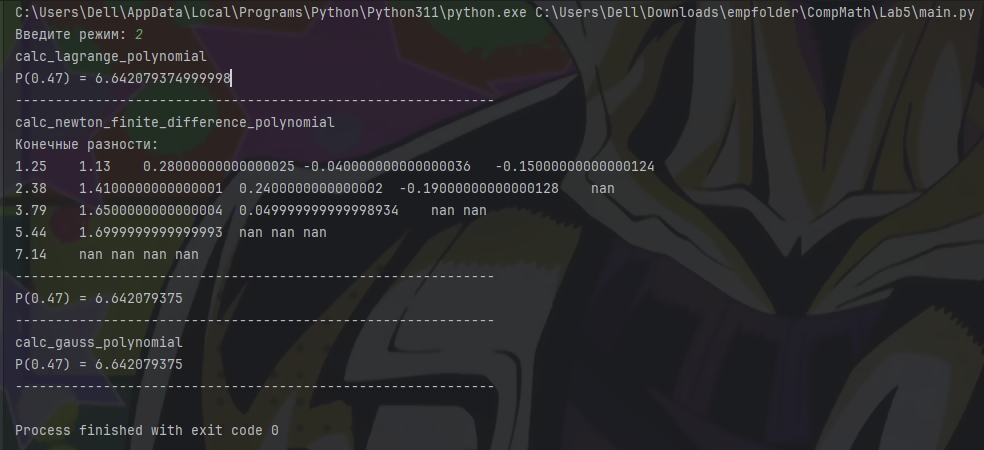 C:\Users\Dell\AppData\Local\Programs\Python\Python311\python.exe C:\Users\Dell\Downloads\empfolder\CompMath\Lab5\main.py
Введите режим: 2
calc_lagrange_polynomial
P(0.47) = 6.642079374999998
------------------------------------------------------------
calc_newton_finite_difference_polynomial
Конечные разности:
1.25 1.13 0.28000000000000025 -0.040000000000000036 -0.15000000000000124
2.38 1.4100000000000001 0.2400000000000002 -0.19000000000000128 nan
3.79 1.6500000000000004 0.049999999999998934 nan nan
5.44 1.6999999999999993 nan nan nan
7.14 nan nan nan nan
------------------------------------------------------------
P(0.47) = 6.642079375
------------------------------------------------------------
calc_gauss_polynomial
P(0.47) = 6.642079375
------------------------------------------------------------
Process finished with exit code 0